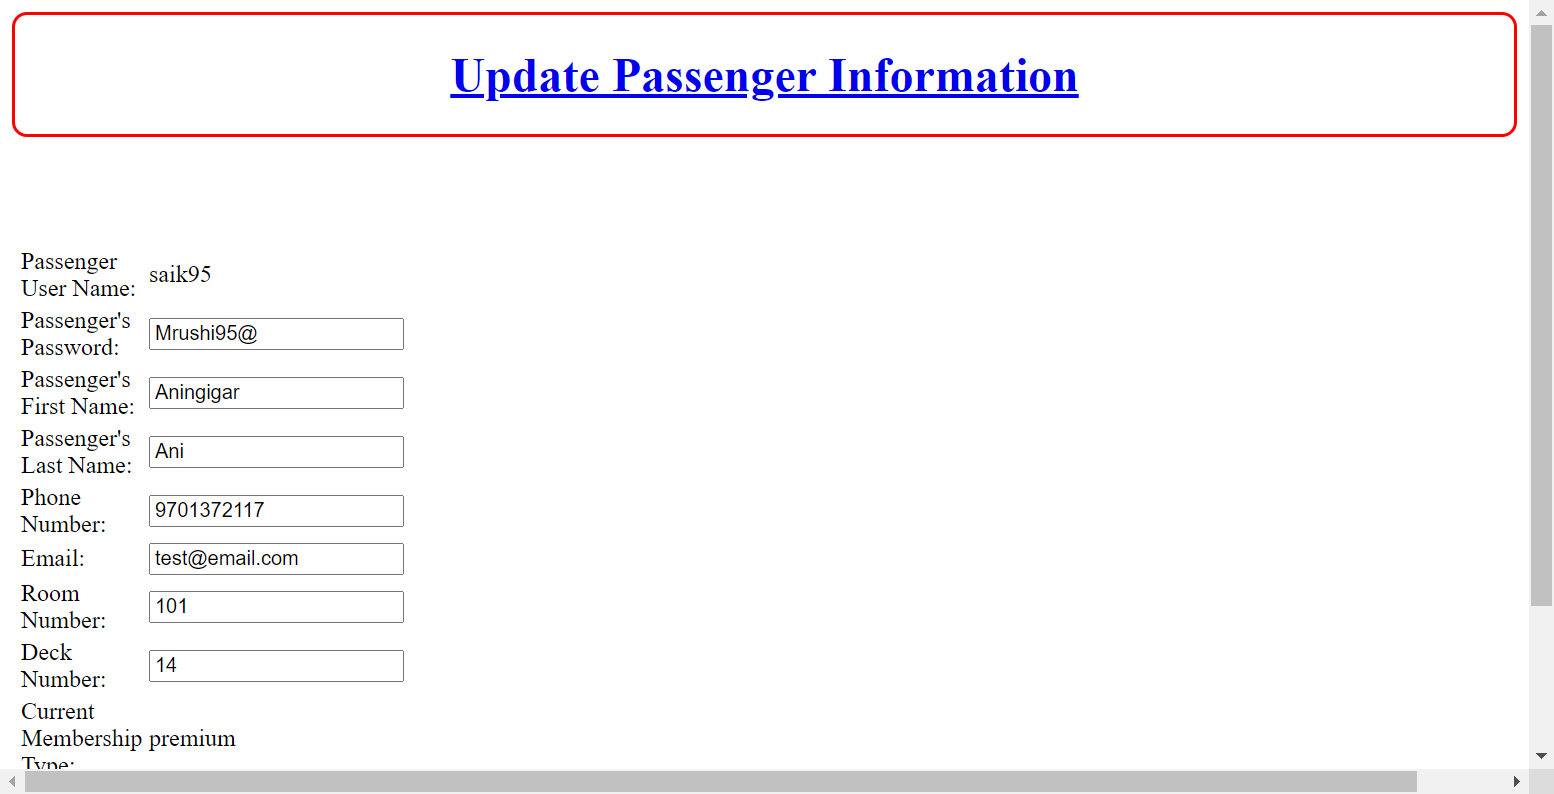 Update Passenger Information
Passenger
User Name: saik95
Passenger's
Password: Mrushi95@
Passenger's
First Name: Aningigar
Passenger's
Last Name: Ani
Phone
Number: 9701372117
Email: test@email.com
Room
Number: 101
Deck
Number: 14
Current
Membership premium
Type: